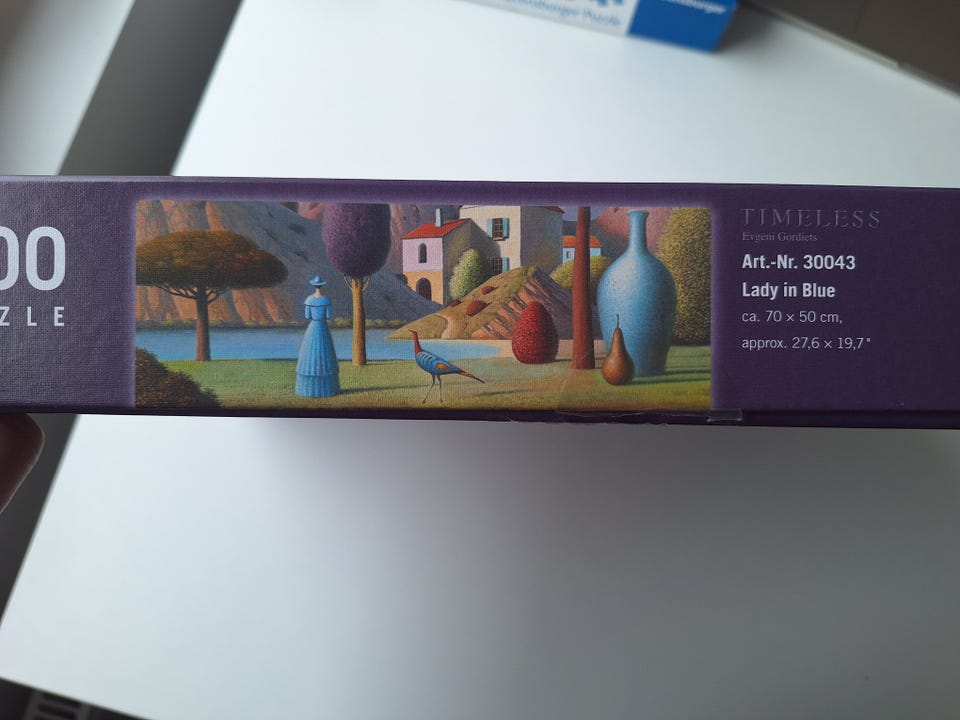 00
ZLE
TIMELESS
Evgeni Gordiets
Art.-Nr. 30043
Lady in Blue
ca. 70 × 50 cm,
approx. 27,6 × 19,7"